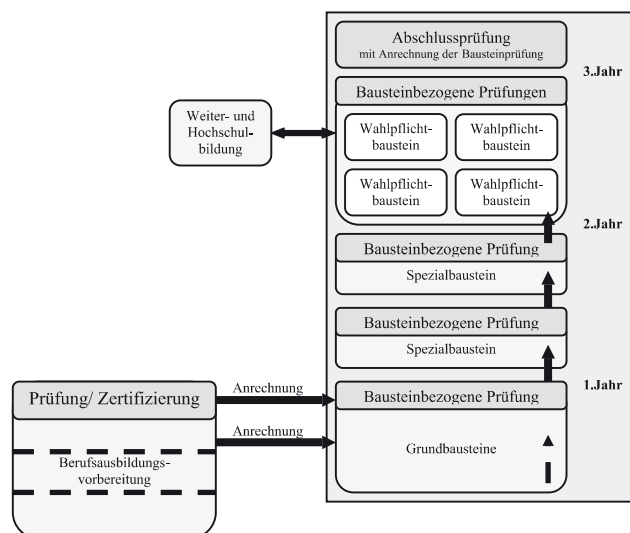 Abschlussprüfung
mit Anrechnung der Bausteinprüfung
3.Jahr
Bausteinbezogene Prüfungen
Weiter- und
Hochschul-
bildung
Wahlpflicht-
baustein
Wahlpflicht-
baustein
Wahlpflicht-
baustein
Wahlpflicht-
baustein
2.Jahr
Bausteinbezogene Prüfung
Spezialbaustein
Bausteinbezogene Prüfung
Spezialbaustein
1.Jahr
Prüfung/ Zertifizierung
Anrechnung
Bausteinbezogene Prüfung
Anrechnung
Grundbausteine
Berufsausbildungs-
vorbereitung